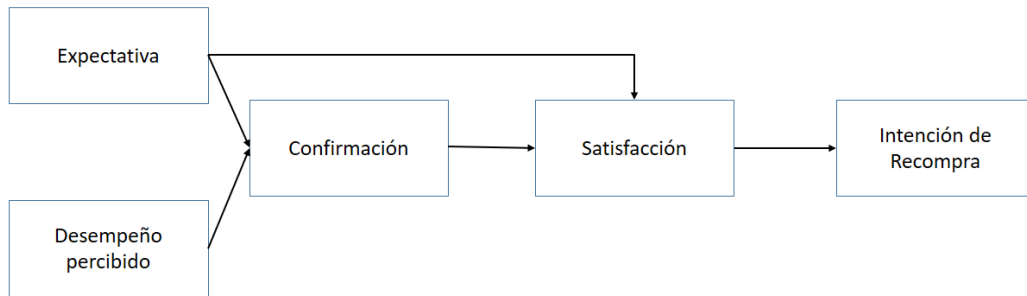 Expectativa
Confirmación
Satisfacción
Intención de
Recompra
Desempeño
percibido